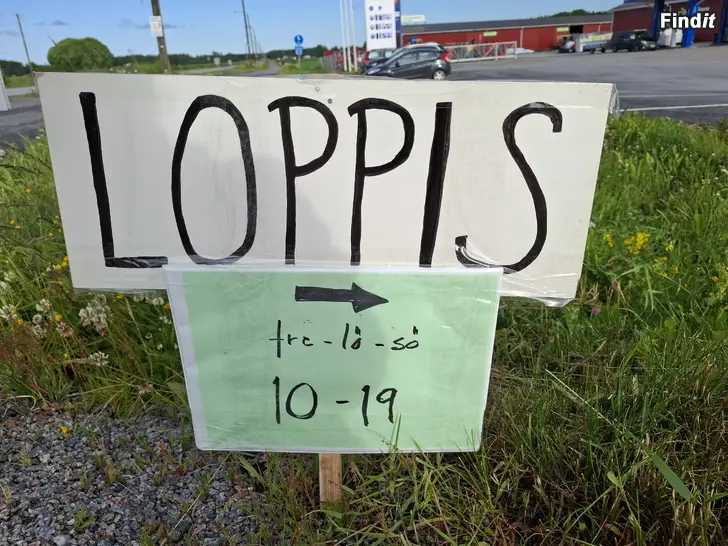 Findit
LOPPIS
fre-lö-sö
10-19